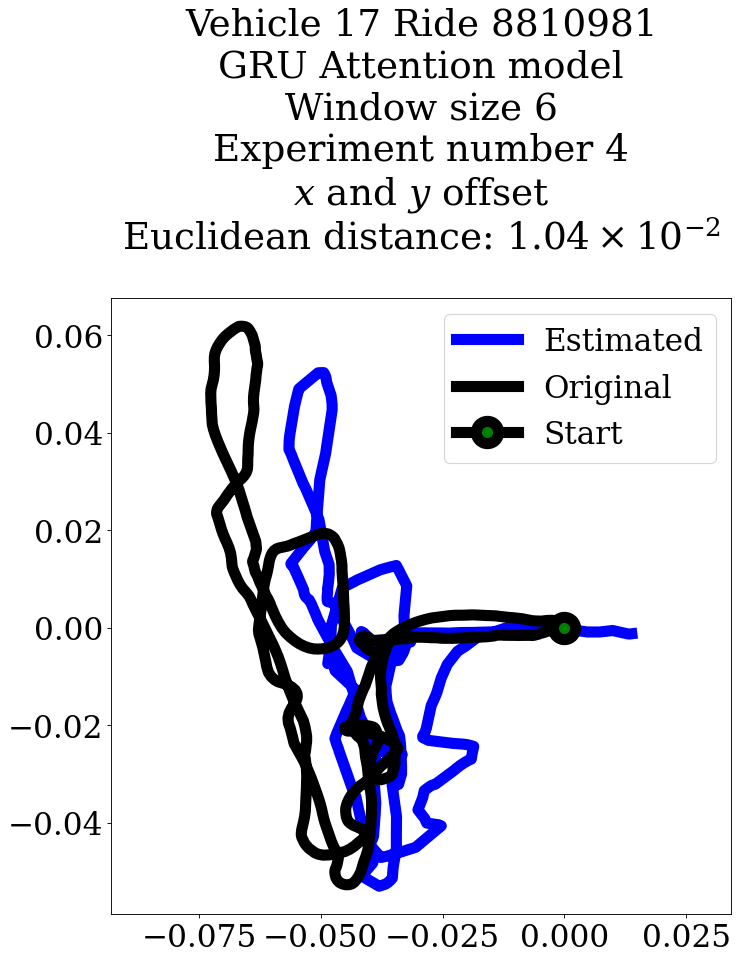 Vehicle 17 Ride 8810981
GRU Attention model
Window size 6
Experiment number 4
x and y offset
Euclidean distance: 1.04 × 10⁻²
Estimated
Original
Start
0.06
0.04
0.02
0.00
−0.02
−0.04
−0.075 −0.050 −0.025 0.000 0.025